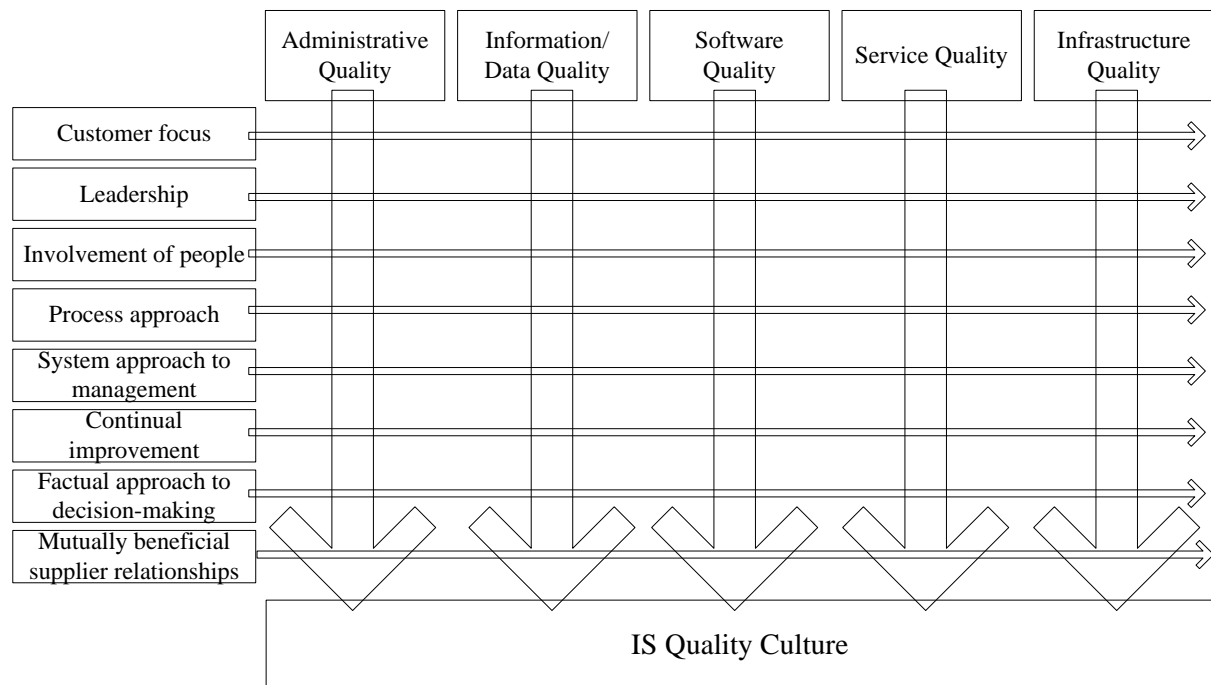 Administrative
Quality
Information/
Data Quality
Software
Quality
Service Quality
Infrastructure
Quality
Customer focus
Leadership
Involvement of people
Process approach
System approach to
management
Continual
improvement
Factual approach to
decision-making
Mutually beneficial
supplier relationships
IS Quality Culture